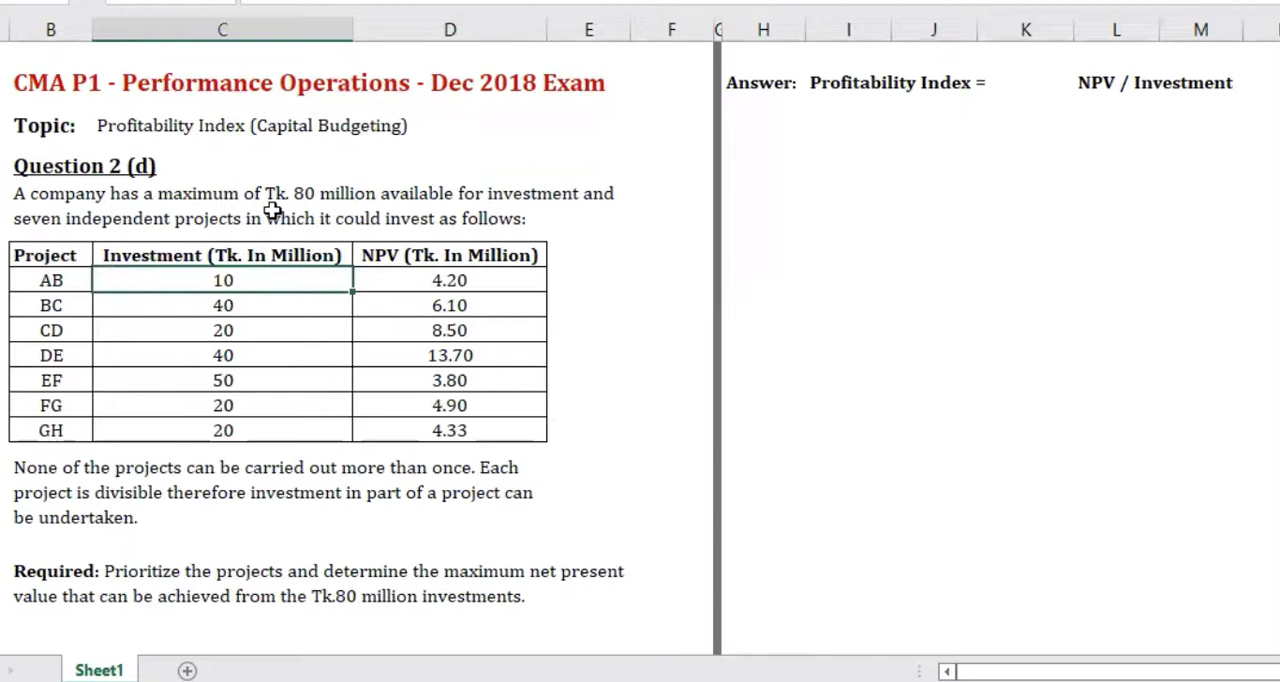 B C D E F G H I J K L M
CMA P1 - Performance Operations - Dec 2018 Exam
Topic: Profitability Index (Capital Budgeting)
Question 2 (d)
A company has a maximum of Tk. 80 million available for investment and
seven independent projects in which it could invest as follows:
Project Investment (Tk. In Million) NPV (Tk. In Million)
AB 10 4.20
BC 40 6.10
CD 20 8.50
DE 40 13.70
EF 50 3.80
FG 20 4.90
GH 20 4.33
None of the projects can be carried out more than once. Each
project is divisible therefore investment in part of a project can
be undertaken.
Required: Prioritize the projects and determine the maximum net present
value that can be achieved from the Tk.80 million investments.
Answer: Profitability Index = NPV / Investment
Sheet1